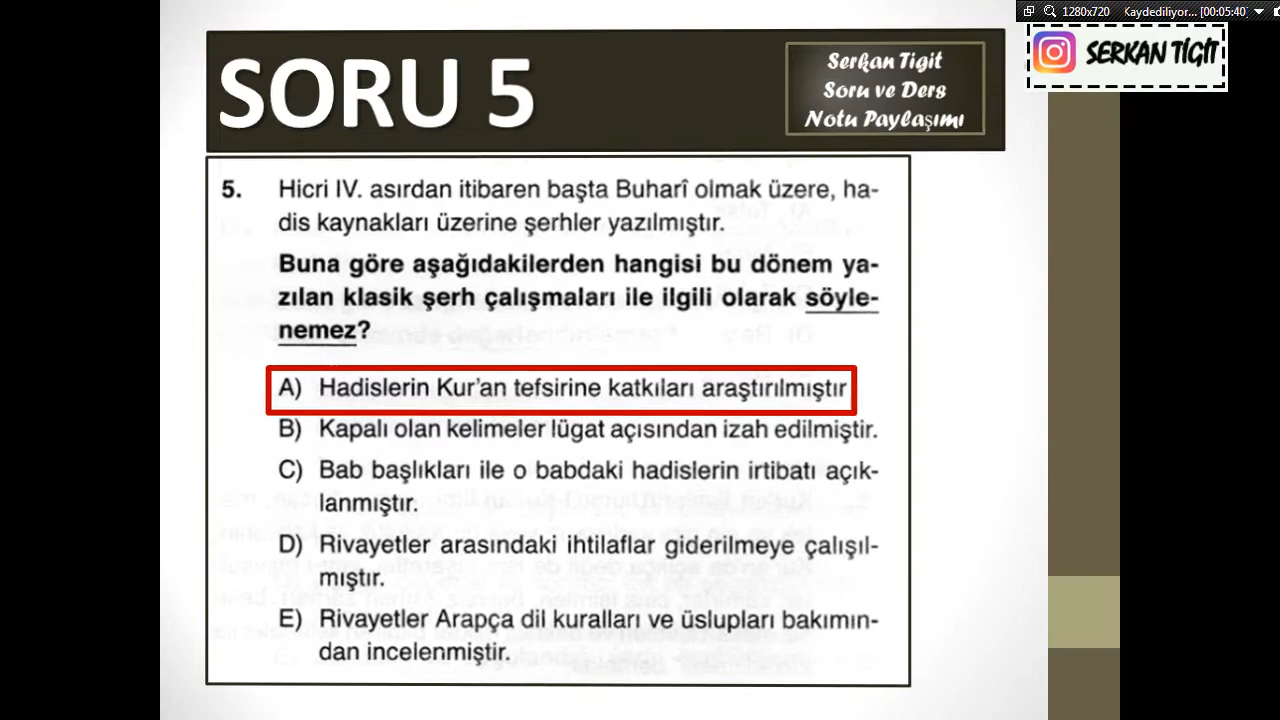 1280x720 Kaydediliyor... [00:05:40]
SERKAN TİGİT
SORU 5
Serkan Tigit
Soru ve Ders
Notu Paylaşımı
5. Hicri IV. asırdan itibaren başta Buharî olmak üzere, ha-
dis kaynakları üzerine şerhler yazılmıştır.
Buna göre aşağıdakilerden hangisi bu dönem ya-
zılan klasik şerh çalışmaları ile ilgili olarak söyle-
nemez?
A) Hadislerin Kur'an tefsirine katkıları araştırılmıştır
B) Kapalı olan kelimeler lügat açısından izah edilmiştir.
C) Bab başlıkları ile o babdaki hadislerin irtibatı açık-
lanmıştır.
D) Rivayetler arasındaki ihtilaflar giderilmeye çalışıl-
mıştır.
E) Rivayetler Arapça dil kuralları ve üslupları bakımın-
dan incelenmiştir.